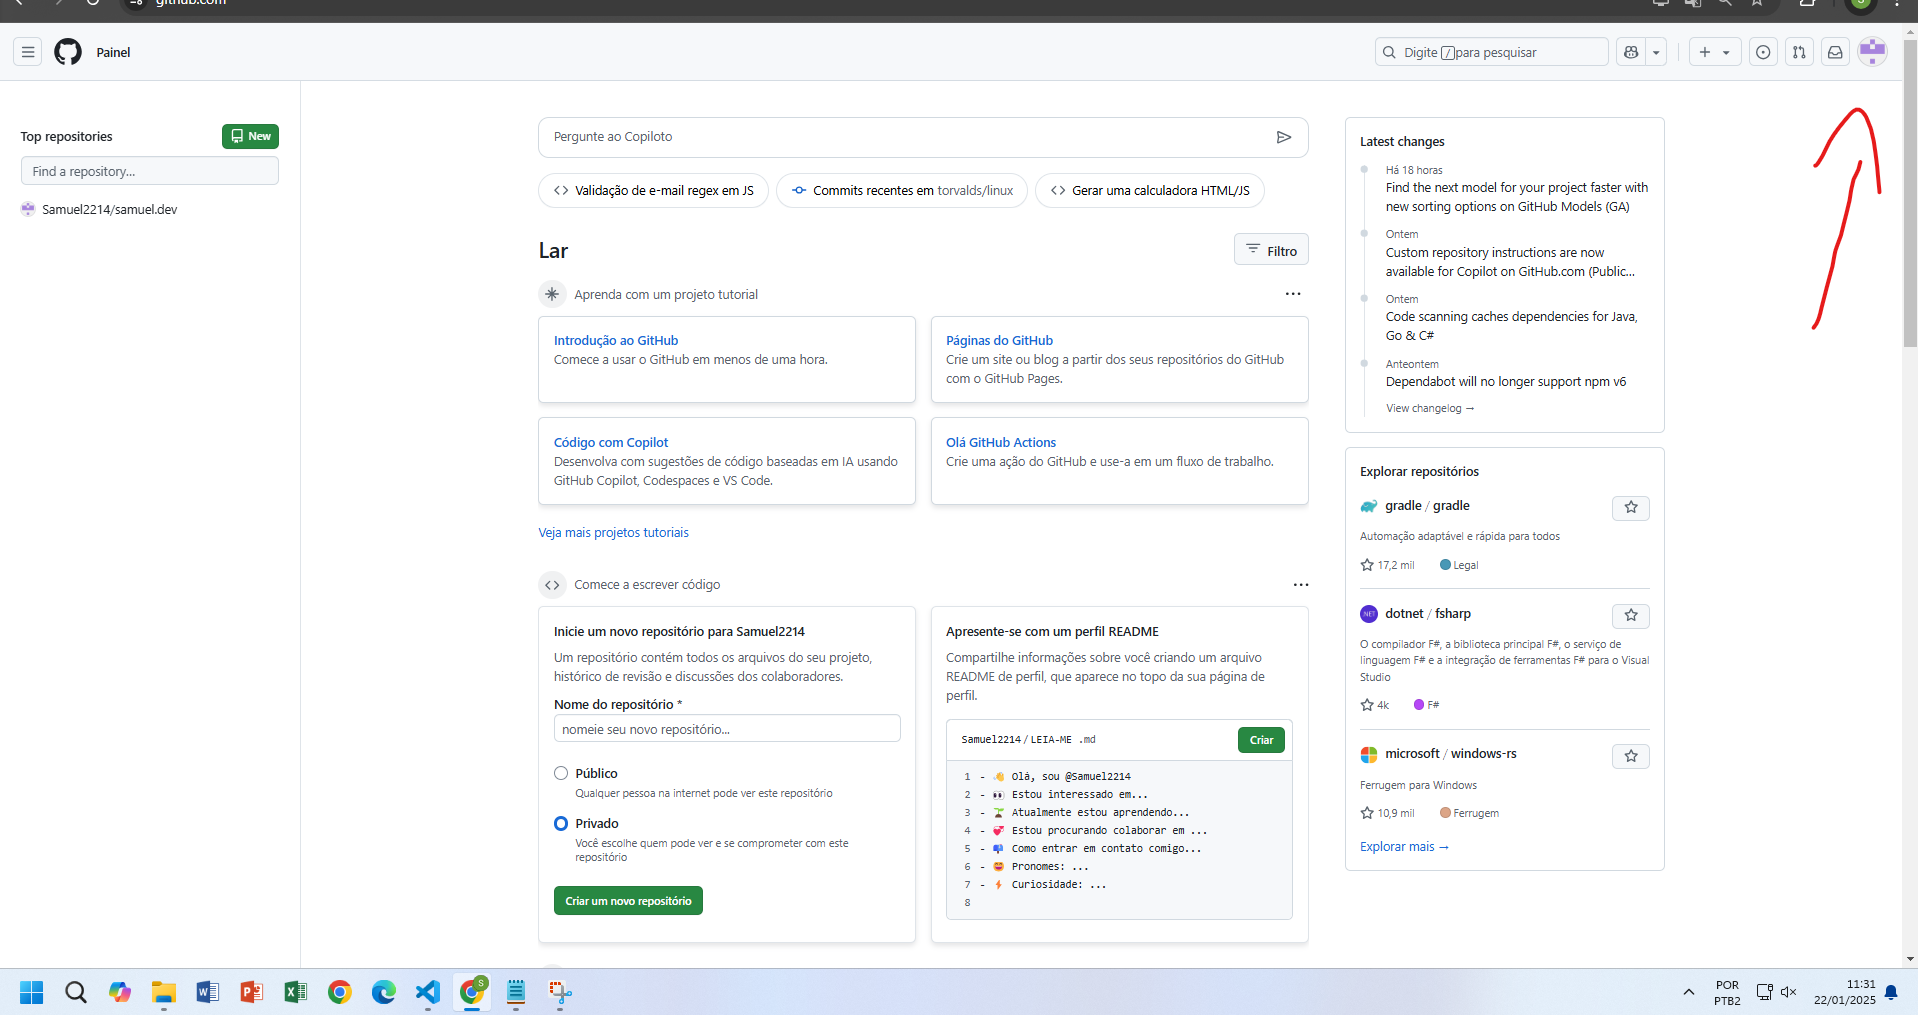 Painel
Digite / para pesquisar
Top repositories
New
Find a repository...
Samuel2214/samuel.dev
Pergunte ao Copiloto
Validação de e-mail regex em JS
Commits recentes em torvalds/linux
Gerar uma calculadora HTML/JS
Lar
Filtro
Aprenda com um projeto tutorial
Introdução ao GitHub
Comece a usar o GitHub em menos de uma hora.
Páginas do GitHub
Crie um site ou blog a partir dos seus repositórios do GitHub
com o GitHub Pages.
Código com Copilot
Desenvolva com sugestões de código baseadas em IA usando
GitHub Copilot, Codespaces e VS Code.
Olá GitHub Actions
Crie uma ação do GitHub e use-a em um fluxo de trabalho.
Veja mais projetos tutoriais
Comece a escrever código
Inicie um novo repositório para Samuel2214
Um repositório contém todos os arquivos do seu projeto,
histórico de revisão e discussões dos colaboradores.
Nome do repositório *
nomeie seu novo repositório...
Público
Qualquer pessoa na internet pode ver este repositório
Privado
Você escolhe quem pode ver e se comprometer com este
repositório
Criar um novo repositório
Apresente-se com um perfil README
Compartilhe informações sobre você criando um arquivo
README de perfil, que aparece no topo da sua página de
perfil.
Samuel2214 / LEIA-ME .md
Criar
1 - 👋 Olá, sou @Samuel2214
2 - 👀 Estou interessado em...
3 - 🌱 Atualmente estou aprendendo...
4 - 💞️ Estou procurando colaborar em ...
5 - 📫 Como entrar em contato comigo...
6 - 😄 Pronomes: ...
7 - ⚡ Curiosidade: ...
8
Latest changes
Há 18 horas
Find the next model for your project faster with
new sorting options on GitHub Models (GA)
Ontem
Custom repository instructions are now
available for Copilot on GitHub.com (Public...
Ontem
Code scanning caches dependencies for Java,
Go & C#
Anteontem
Dependabot will no longer support npm v6
View changelog →
Explorar repositórios
gradle / gradle
Automação adaptável e rápida para todos
17,2 mil
Legal
NET
dotnet / fsharp
O compilador F#, a biblioteca principal F#, o serviço de
linguagem F# e a integração de ferramentas F# para o Visual
Studio
4k
F#
microsoft / windows-rs
Ferrugem para Windows
10,9 mil
Ferrugem
Explorar mais →
S
POR
PTB2
11:31
22/01/2025